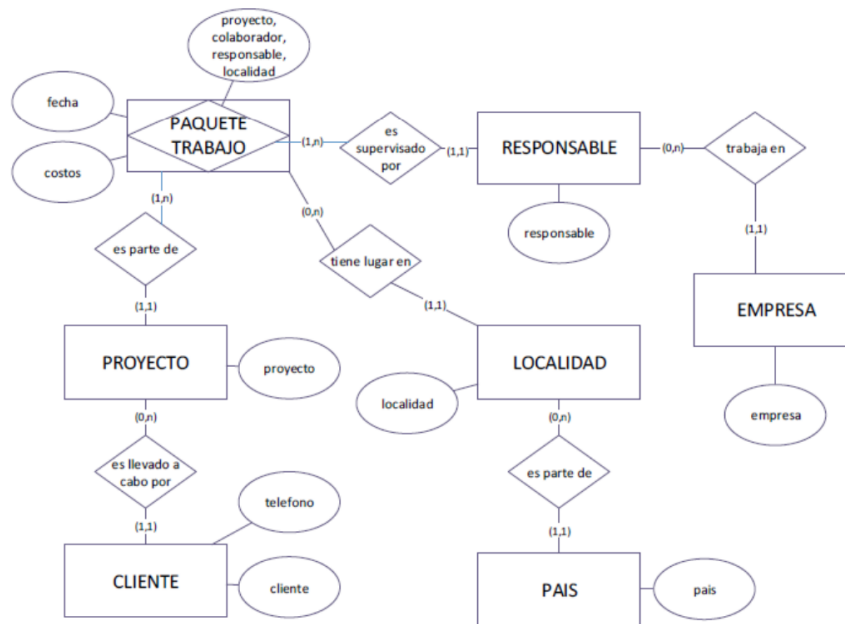 proyecto,
colaborador,
responsable,
localidad
fecha
costos
PAQUETE
TRABAJO
(1,n)
es
supervisado
por
(1,1)
RESPONSABLE
(0,n)
trabaja en
responsable
(1,n)
(0,n)
es parte de
tiene lugar en
(1,1)
(1,1)
(1,1)
EMPRESA
PROYECTO
proyecto
LOCALIDAD
localidad
empresa
(0,n)
(0,n)
es llevado a
cabo por
es parte de
telefono
(1,1)
(1,1)
CLIENTE
cliente
PAIS
pais